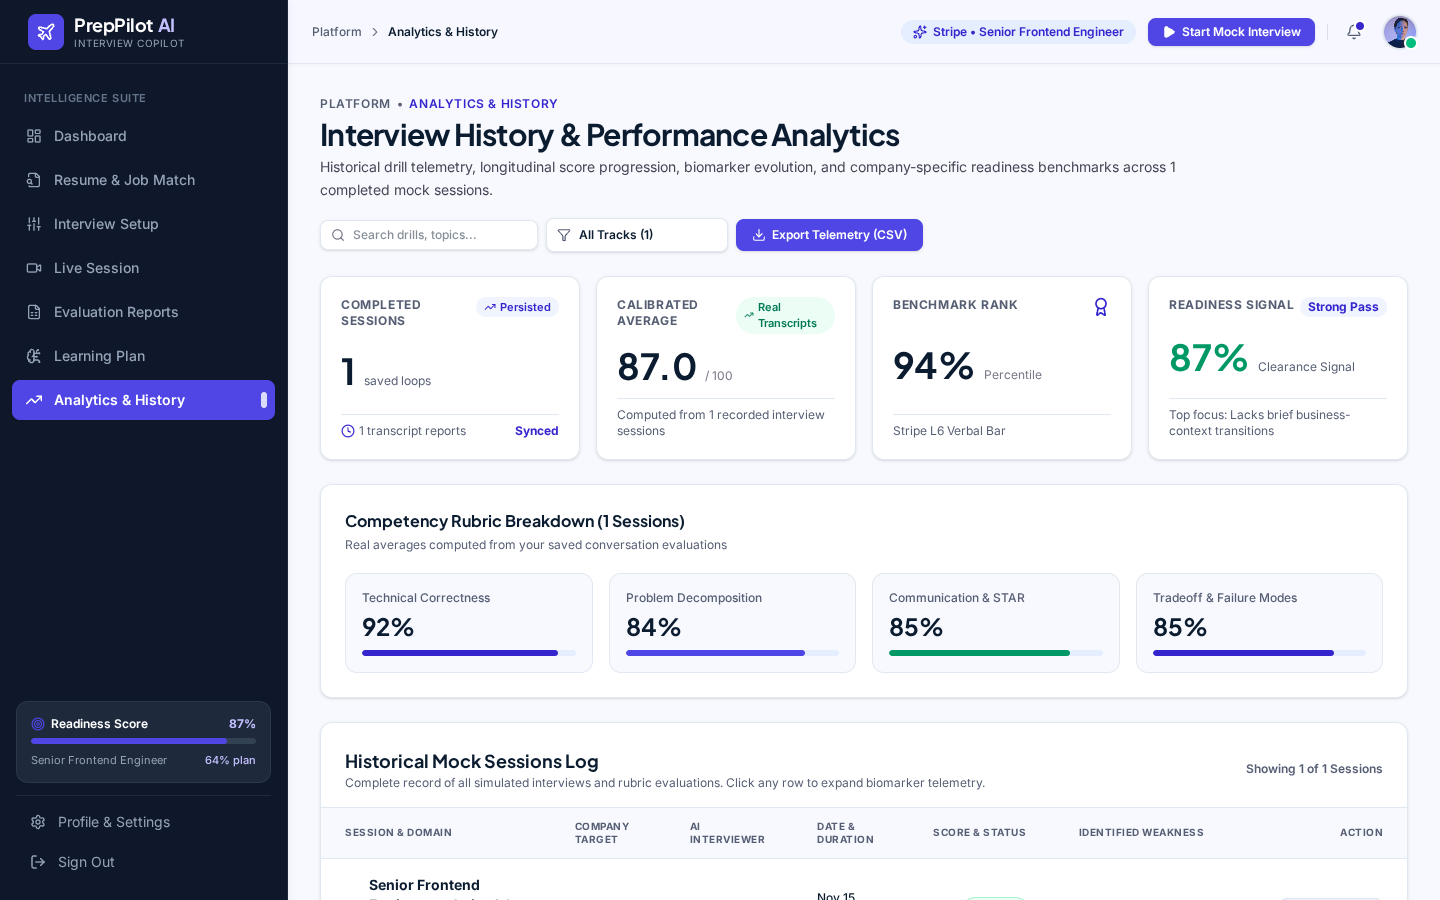 PrepPilot AI
INTERVIEW COPILOT
INTELLIGENCE SUITE
Dashboard
Resume & Job Match
Interview Setup
Live Session
Evaluation Reports
Learning Plan
Analytics & History
Readiness Score 87%
Senior Frontend Engineer 64% plan
Profile & Settings
Sign Out
Platform > Analytics & History
Stripe • Senior Frontend Engineer
Start Mock Interview
PLATFORM • ANALYTICS & HISTORY
Interview History & Performance Analytics
Historical drill telemetry, longitudinal score progression, biomarker evolution, and company-specific readiness benchmarks across 1
completed mock sessions.
Search drills, topics...
All Tracks (1)
Export Telemetry (CSV)
COMPLETED
SESSIONS
Persisted
1 saved loops
1 transcript reports Synced
CALIBRATED
AVERAGE
Real
Transcripts
87.0 / 100
Computed from 1 recorded interview
sessions
BENCHMARK RANK
94% Percentile
Stripe L6 Verbal Bar
READINESS SIGNAL Strong Pass
87% Clearance Signal
Top focus: Lacks brief business-
context transitions
Competency Rubric Breakdown (1 Sessions)
Real averages computed from your saved conversation evaluations
Technical Correctness
92%
Problem Decomposition
84%
Communication & STAR
85%
Tradeoff & Failure Modes
85%
Historical Mock Sessions Log
Complete record of all simulated interviews and rubric evaluations. Click any row to expand biomarker telemetry.
Showing 1 of 1 Sessions
SESSION & DOMAIN
COMPANY
TARGET
AI
INTERVIEWER
DATE &
DURATION
SCORE & STATUS
IDENTIFIED WEAKNESS
ACTION
Senior Frontend
Nov 15